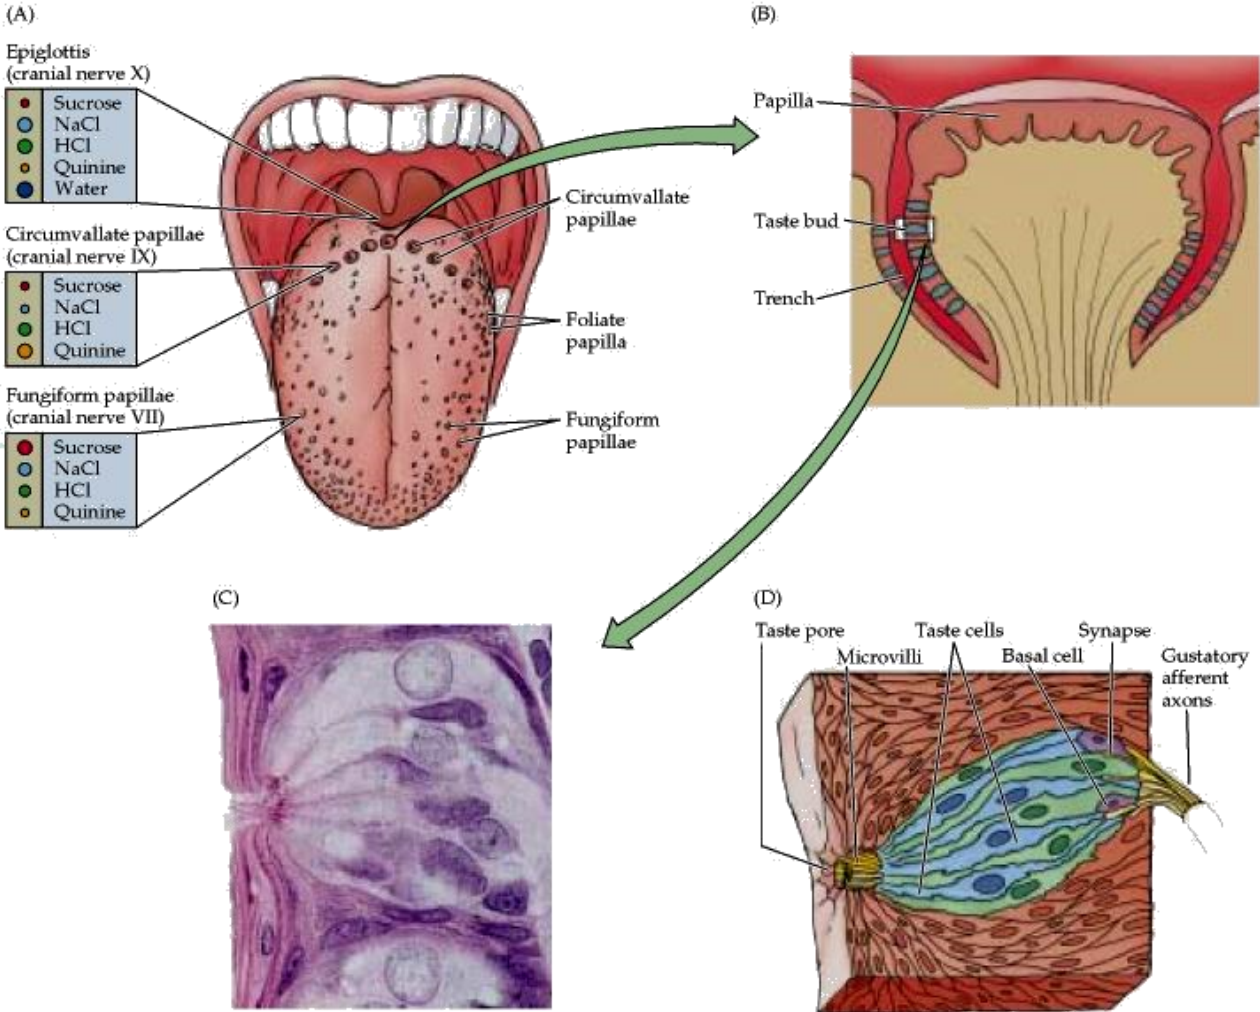 (A)
Epiglottis
(cranial nerve X)
Sucrose
NaCl
HCl
Quinine
Water
Circumvallate papillae
(cranial nerve IX)
Sucrose
NaCl
HCl
Quinine
Fungiform papillae
(cranial nerve VII)
Sucrose
NaCl
HCl
Quinine
Circumvallate
papillae
Foliate
papilla
Fungiform
papillae
(B)
Papilla
Taste bud
Trench
(C)
(D)
Taste pore
Taste cells
Synapse
Microvilli
Basal cell
Gustatory
afferent
axons